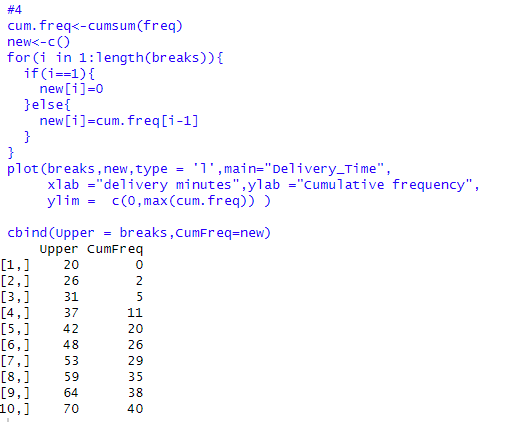 #4
cum.freq<-cumsum(freq)
new<-c()
for(i in 1:length(breaks)){
  if(i==1){
    new[i]=0
  }else{
    new[i]=cum.freq[i-1]
  }
}
plot(breaks,new,type = 'l',main="Delivery_Time",
     xlab ="delivery minutes",ylab ="Cumulative frequency",
     ylim =  c(0,max(cum.freq)) )

cbind(Upper = breaks,CumFreq=new)
      Upper CumFreq
[1,]    20       0
[2,]    26       2
[3,]    31       5
[4,]    37      11
[5,]    42      20
[6,]    48      26
[7,]    53      29
[8,]    59      35
[9,]    64      38
10,]    70      40